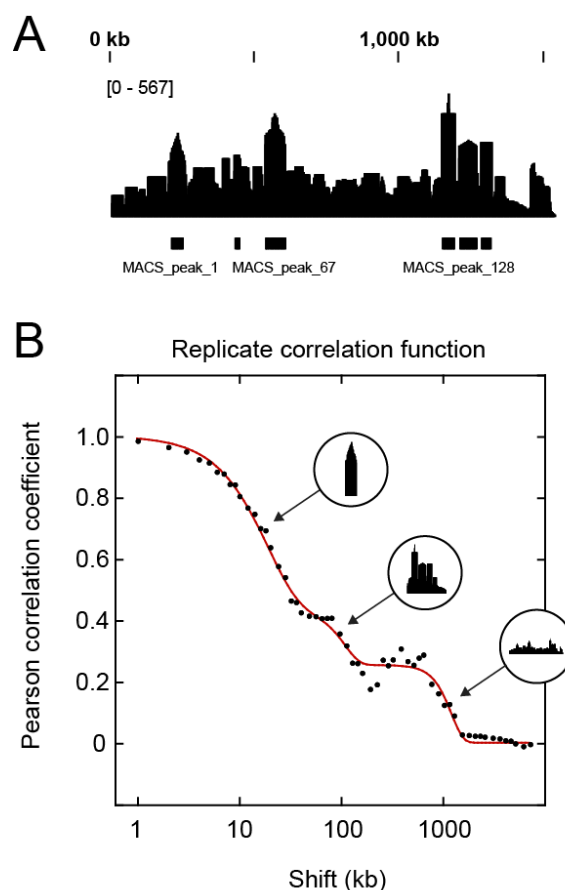 A
0 kb 1,000 kb
[0 - 567]
MACS_peak_1 MACS_peak_67 MACS_peak_128
B
Replicate correlation function
Pearson correlation coefficient
1.0
0.8
0.6
0.4
0.2
0
1 10 100 1000
Shift (kb)